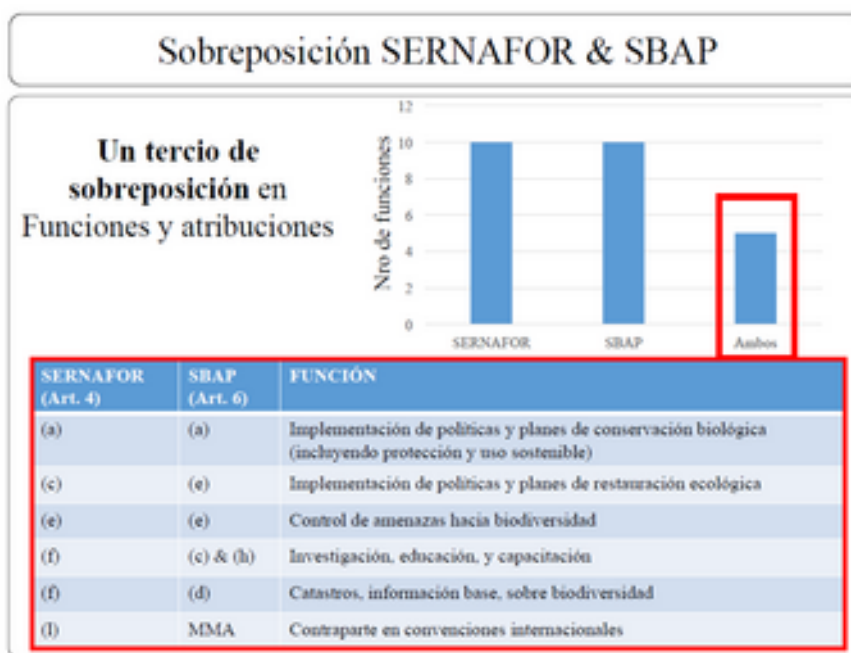 Sobreposición SERNAFOR & SBAP
Un tercio de
sobreposición en
Funciones y atribuciones
Nro de funciones
12
10
8
6
4
2
0
SERNAFOR
SBAP
Ambos
SERNAFOR (Art. 4) SBAP (Art. 6) FUNCIÓN
(a) (a) Implementación de políticas y planes de conservación biológica
(incluyendo protección y uso sostenible)
(c) (e) Implementación de políticas y planes de restauración ecológica
(e) (e) Control de amenazas hacia biodiversidad
(f) (c) & (h) Investigación, educación, y capacitación
(f) (d) Catastros, información base, sobre biodiversidad
(l) MMA Contraparte en convenciones internacionales